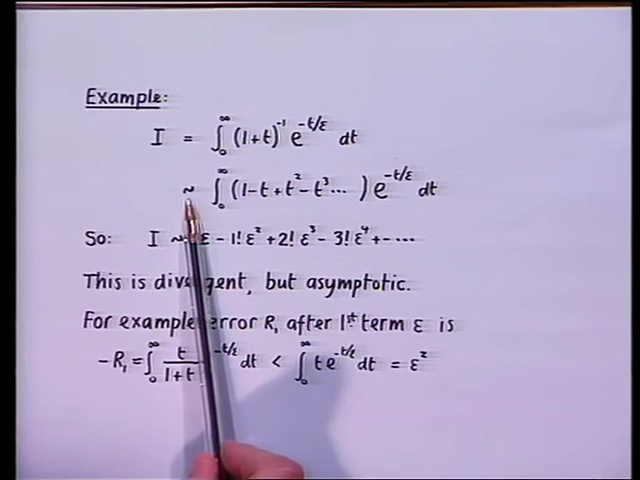 Example:
I = ∫₀^∞ (1+t)⁻¹ e^(-t/ε) dt
~ ∫₀^∞ (1-t+t²-t³...) e^(-t/ε) dt
So: I ~ ε - 1! ε² + 2! ε³ - 3! ε⁴ + - ....
This is divergent, but asymptotic.
For example error R₁ after 1st term ε is
-R₁ = ∫₀^∞ t/(1+t) e^(-t/ε) dt < ∫₀^∞ t e^(-t/ε) dt = ε²